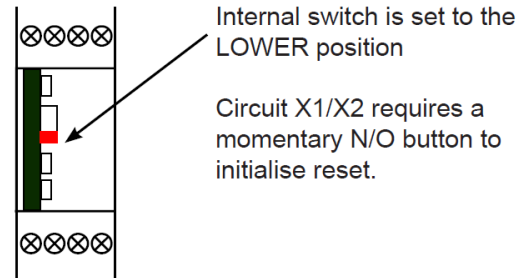 Internal switch is set to the
LOWER position
Circuit X1/X2 requires a
momentary N/O button to
initialise reset.